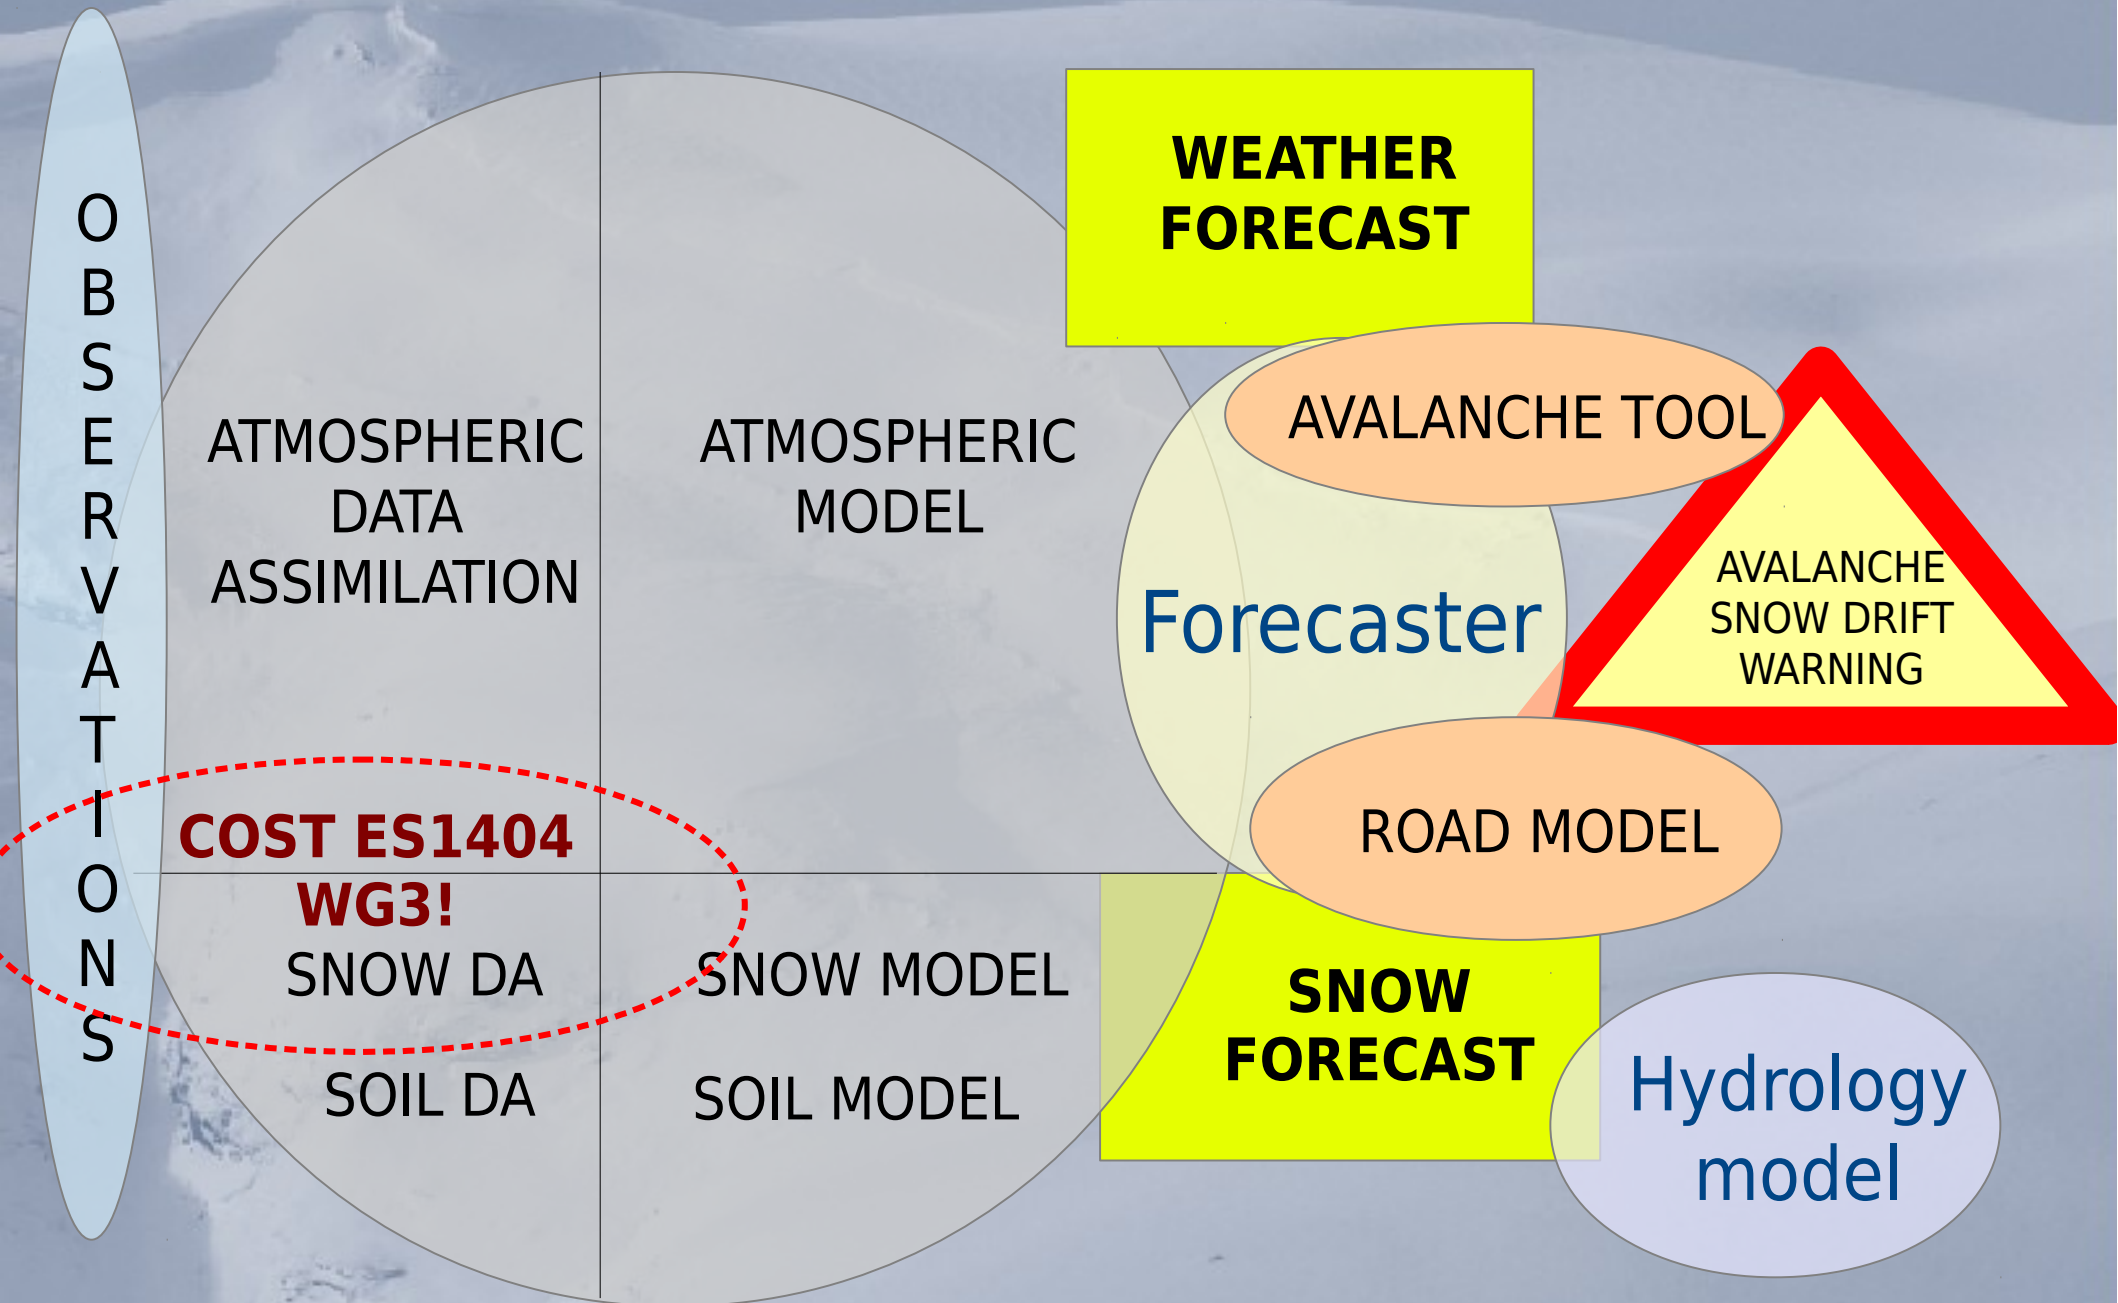 OBSERVATIONS
ATMOSPHERIC
DATA
ASSIMILATION
ATMOSPHERIC
MODEL
COST ES1404
WG3!
SNOW DA
SOIL DA
SNOW MODEL
SOIL MODEL
WEATHER
FORECAST
AVALANCHE TOOL
Forecaster
AVALANCHE
SNOW DRIFT
WARNING
ROAD MODEL
SNOW
FORECAST
Hydrology
model